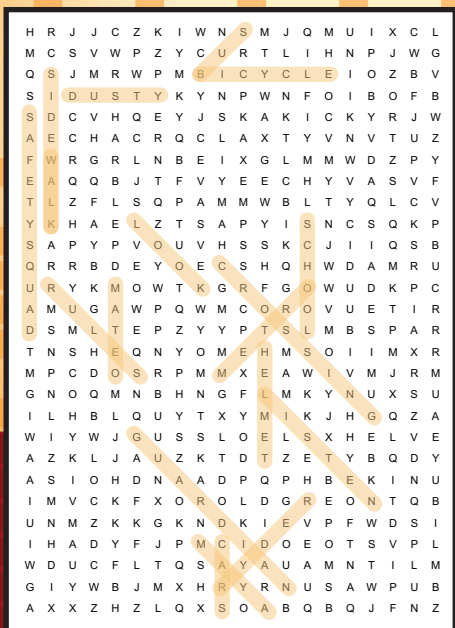 H R J J C Z K I W N S M J Q M U I X C L
M C S V W P Z Y C U R T L I H N P J W G
Q S J M R W P M B I C Y C L E I O Z B V
S I D U S T Y K Y N P W N F O I B O F B
S D C V H Q E Y J S K A K I C K Y R J W
A E C H A C R Q C L A X T Y V N V T U Z
F W R G R L N B E I X G L M M W D Z P Y
E A Q Q B J T F V Y E E C H Y V A S V F
T L Z F L S Q P A M M W B L T Y Q L C V
Y K H A E L Z T S A P Y I S N C S Q K P
S A P Y P V O U V H S S K C J I I Q S B
Q R R B D E Y O E C S H Q H W D A M R U
U R Y K M O W T K G R F G O W U D K P C
A M U G A W P Q W M C O R O V U E T I R
D S M L T E P Z Y Y P T S L M B S P A R
T N S H E Q N Y O M E H M S O I I M X R
M P C D O S R P M M X E A W I V M J R M
G N O Q M N B H N G F L M K Y N U X S U
I L H B L Q U Y T X Y M I K J H G Q Z A
W I Y W J G U S S L O E L S X H E L V E
A Z K L J A U Z K T D T Z E T Y B Q D Y
A S I O H D N A A D P Q P H B E K I N U
I M V C K F X O R O L D G R E O N T Q B
U N M Z K K G K N D K I E V P F W D S I
I H A D Y F J P M C I D O E O T S V P L
W D U C F L T Q S A Y A U A M N T I L M
G I Y W B J M X H R Y R N U S A W P U B
A X X Z H Z L Q X S O A B Q B Q J F N Z